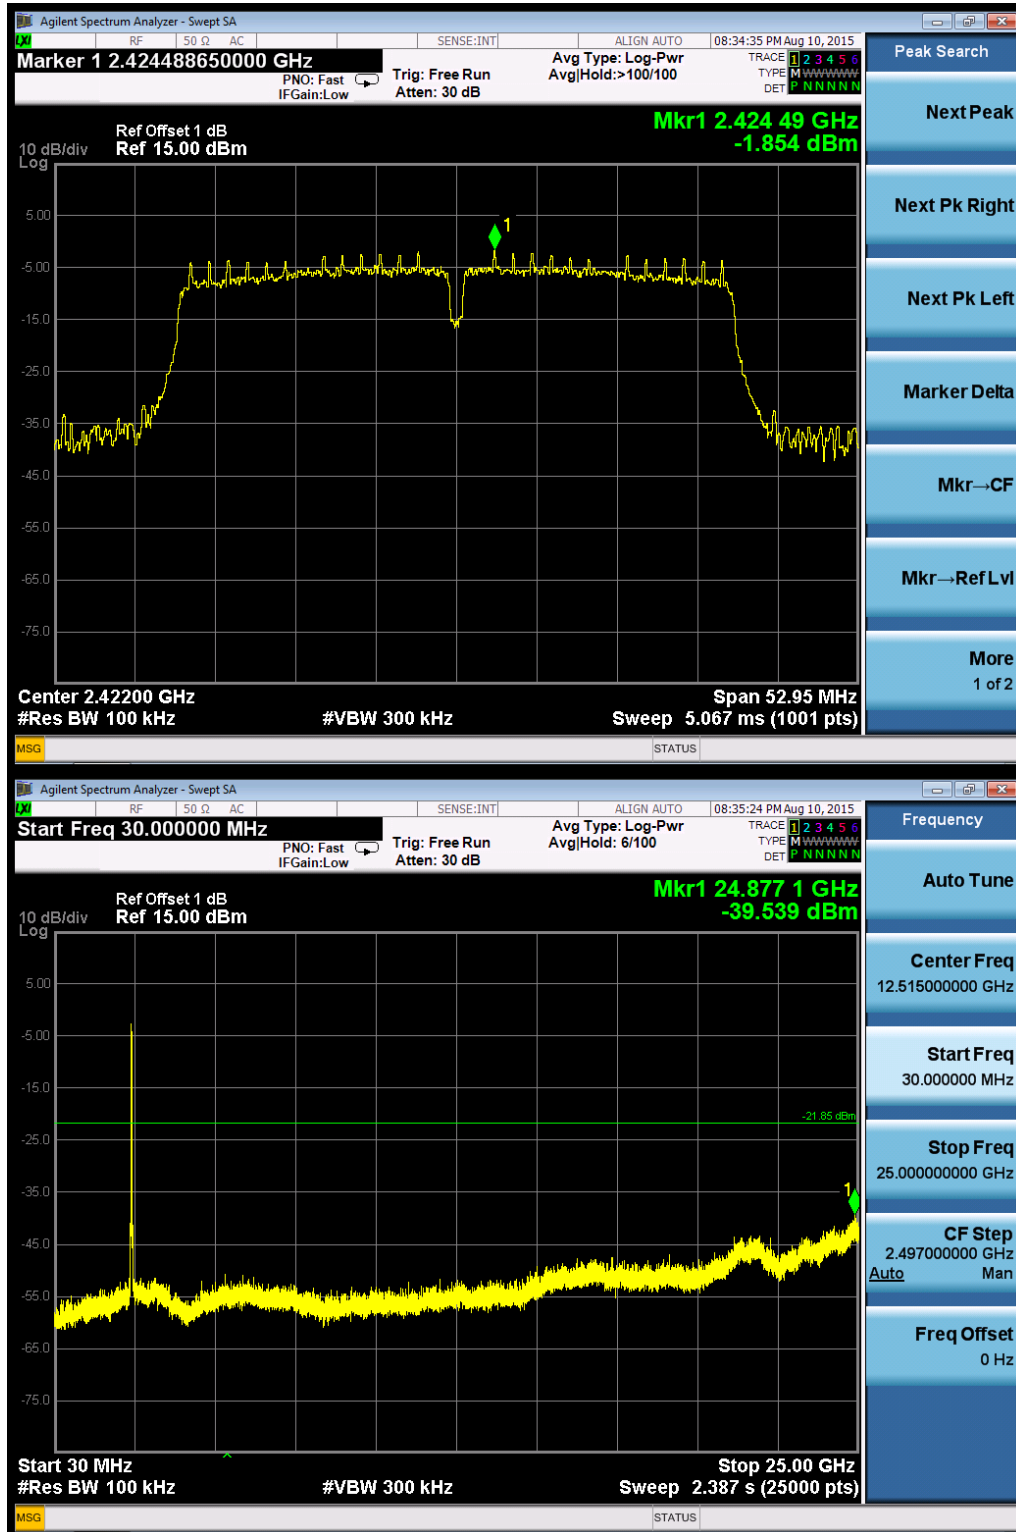 Agilent Spectrum Analyzer - Swept SA
LXI RF 50 Ω AC SENSE:INT ALIGN AUTO 08:34:35 PM Aug 10, 2015
Marker 1 2.424488650000 GHz
PNO: Fast
IFGain:Low
Trig: Free Run
Atten: 30 dB
Avg Type: Log-Pwr
Avg|Hold:>100/100
TRACE 1 2 3 4 5 6
TYPE M WWWWW
DET P N N N N N
Mkr1 2.424 49 GHz
-1.854 dBm
Ref Offset 1 dB
10 dB/div Ref 15.00 dBm
Log
1
5.00
-5.00
-15.0
-25.0
-35.0
-45.0
-55.0
-65.0
-75.0
Center 2.42200 GHz Span 52.95 MHz
#Res BW 100 kHz #VBW 300 kHz Sweep 5.067 ms (1001 pts)
MSG STATUS
Peak Search
Next Peak
Next Pk Right
Next Pk Left
Marker Delta
Mkr→CF
Mkr→Ref Lvl
More
1 of 2
Agilent Spectrum Analyzer - Swept SA
LXI RF 50 Ω AC SENSE:INT ALIGN AUTO 08:35:24 PM Aug 10, 2015
Start Freq 30.000000 MHz
PNO: Fast
IFGain:Low
Trig: Free Run
Atten: 30 dB
Avg Type: Log-Pwr
Avg|Hold: 6/100
TRACE 1 2 3 4 5 6
TYPE M WWWWW
DET P N N N N N
Mkr1 24.877 1 GHz
-39.539 dBm
Ref Offset 1 dB
10 dB/div Ref 15.00 dBm
Log
5.00
-5.00
-15.0
-21.85 dBm
-25.0
-35.0
1
-45.0
-55.0
-65.0
-75.0
Start 30 MHz Stop 25.00 GHz
#Res BW 100 kHz #VBW 300 kHz Sweep 2.387 s (25000 pts)
MSG STATUS
Frequency
Auto Tune
Center Freq
12.515000000 GHz
Start Freq
30.000000 MHz
Stop Freq
25.000000000 GHz
CF Step
2.497000000 GHz
Auto Man
Freq Offset
0 Hz